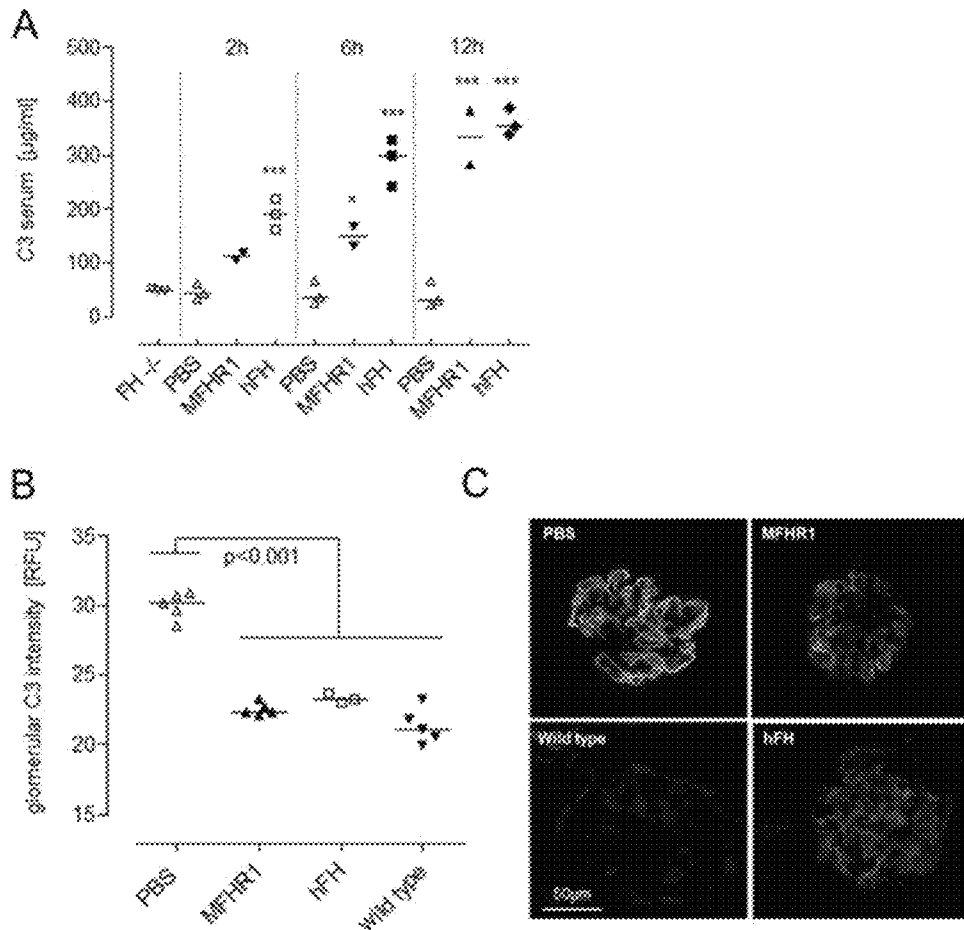 A
2h 6h 12h
500
400
300
200
100
0
C3 serum [µg/ml]
***
×
***
*** ***
FH -/- PBS MFHR1 hFH PBS MFHR1 hFH PBS MFHR1 hFH
B
35
30
25
20
15
glomerular C3 intensity [RFU]
p<0.001
PBS MFHR1 hFH Wild type
C
PBS MFHR1
Wild type hFH
50µm